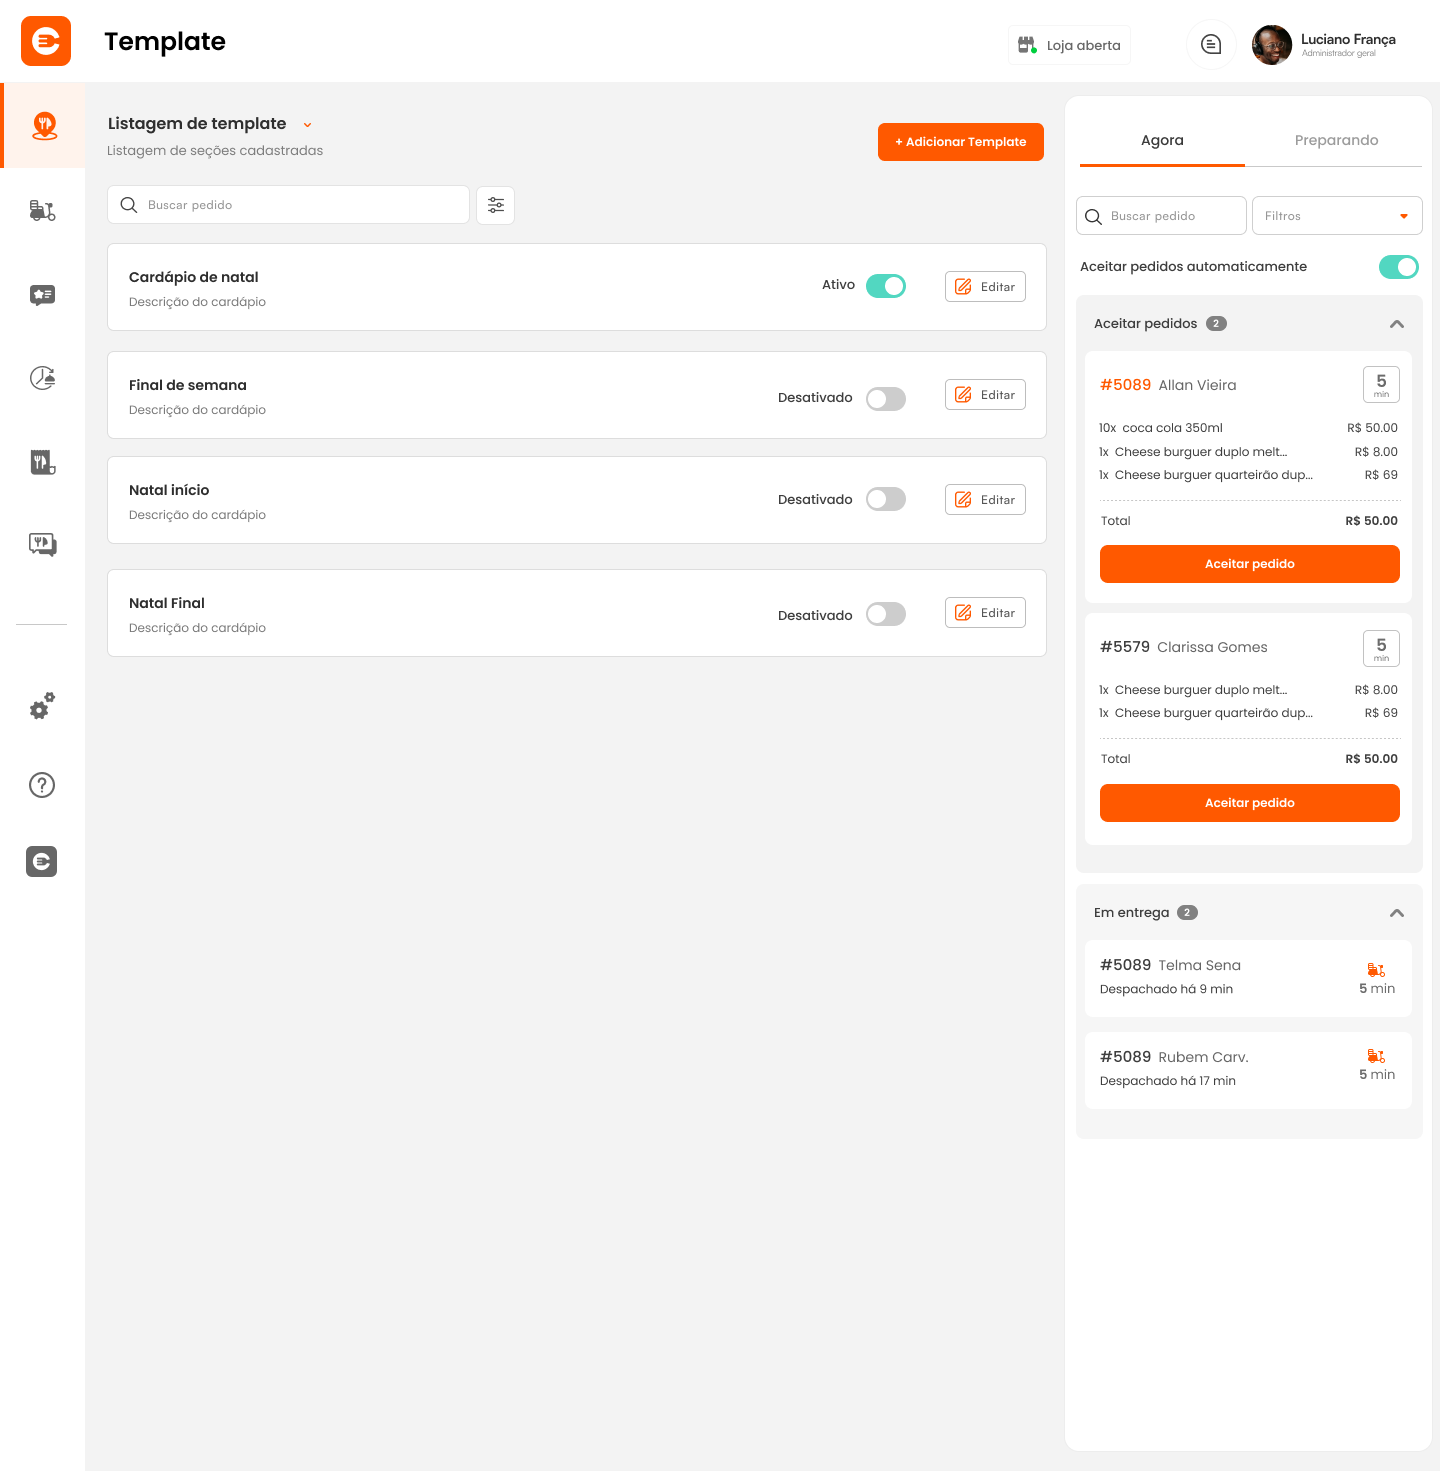 Template
Loja aberta
Luciano França
Administrador geral
Listagem de template
Listagem de seções cadastradas
+ Adicionar Template
Buscar pedido
Cardápio de natal
Descrição do cardápio
Ativo
Editar
Final de semana
Descrição do cardápio
Desativado
Editar
Natal início
Descrição do cardápio
Desativado
Editar
Natal Final
Descrição do cardápio
Desativado
Editar
Agora
Preparando
Buscar pedido
Filtros
Aceitar pedidos automaticamente
Aceitar pedidos 2
#5089 Allan Vieira
5
min
10x coca cola 350ml R$ 50.00
1x Cheese burguer duplo melt... R$ 8.00
1x Cheese burguer quarteirão dup... R$ 69
Total R$ 50.00
Aceitar pedido
#5579 Clarissa Gomes
5
min
1x Cheese burguer duplo melt... R$ 8.00
1x Cheese burguer quarteirão dup... R$ 69
Total R$ 50.00
Aceitar pedido
Em entrega 2
#5089 Telma Sena
Despachado há 9 min
5 min
#5089 Rubem Carv.
Despachado há 17 min
5 min